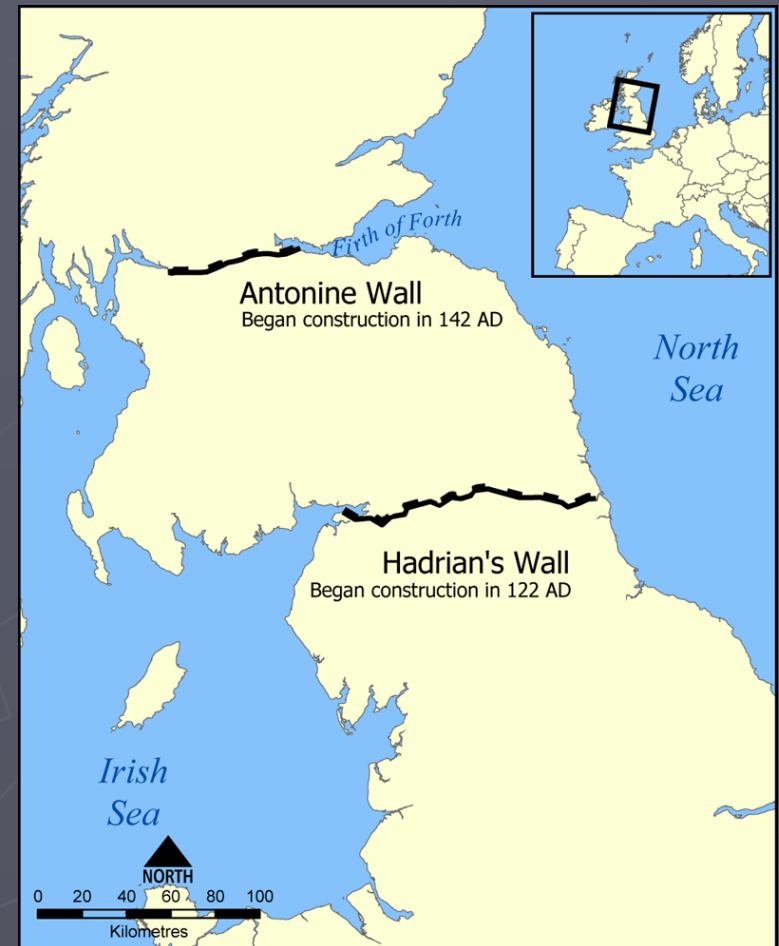 Firth of Forth
Antonine Wall
Began construction in 142 AD
North
Sea
Hadrian's Wall
Began construction in 122 AD
Irish
Sea
NORTH
0 20 40 60 80 100
Kilometres